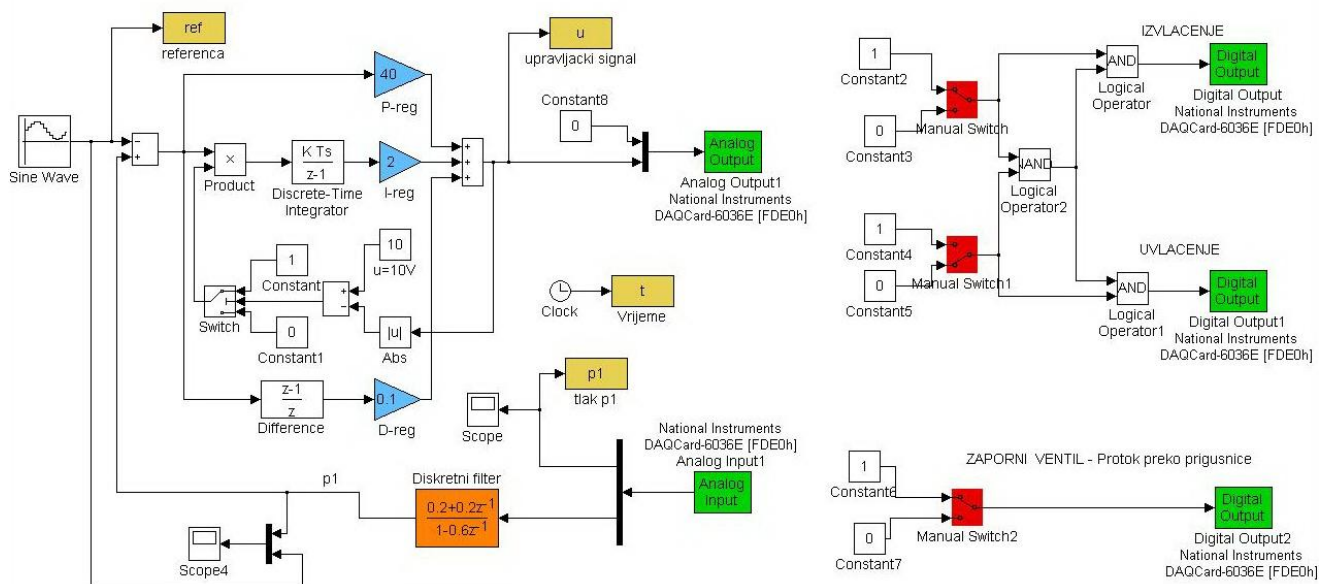 ref
referenca
Sine Wave
-
+
×
Product
K Ts
z-1
Discrete-Time
Integrator
40
P-reg
2
I-reg
+
+
+
u
upravljacki signal
Constant8
0
Analog
Output
Analog Output1
National Instruments
DAQCard-6036E [FDE0h]
1
Constant
Switch
0
Constant1
10
u=10V
+
-
|u|
Abs
z-1
z
Difference
0.1
D-reg
Clock
t
Vrijeme
p1
tlak p1
Scope
National Instruments
DAQCard-6036E [FDE0h]
Analog Input1
Analog
Input
p1
Diskretni filter
0.2+0.2z-1
1-0.6z-1
Scope4
IZVLACENJE
1
Constant2
0
Constant3
Manual Switch
AND
Logical
Operator
Digital
Output
Digital Output
National Instruments
DAQCard-6036E [FDE0h]
NAND
Logical
Operator2
1
Constant4
0
Constant5
Manual Switch1
UVLACENJE
AND
Logical
Operator1
Digital
Output
Digital Output1
National Instruments
DAQCard-6036E [FDE0h]
ZAPORNI VENTIL - Protok preko prigusnice
1
Constant6
0
Constant7
Manual Switch2
Digital
Output
Digital Output2
National Instruments
DAQCard-6036E [FDE0h]